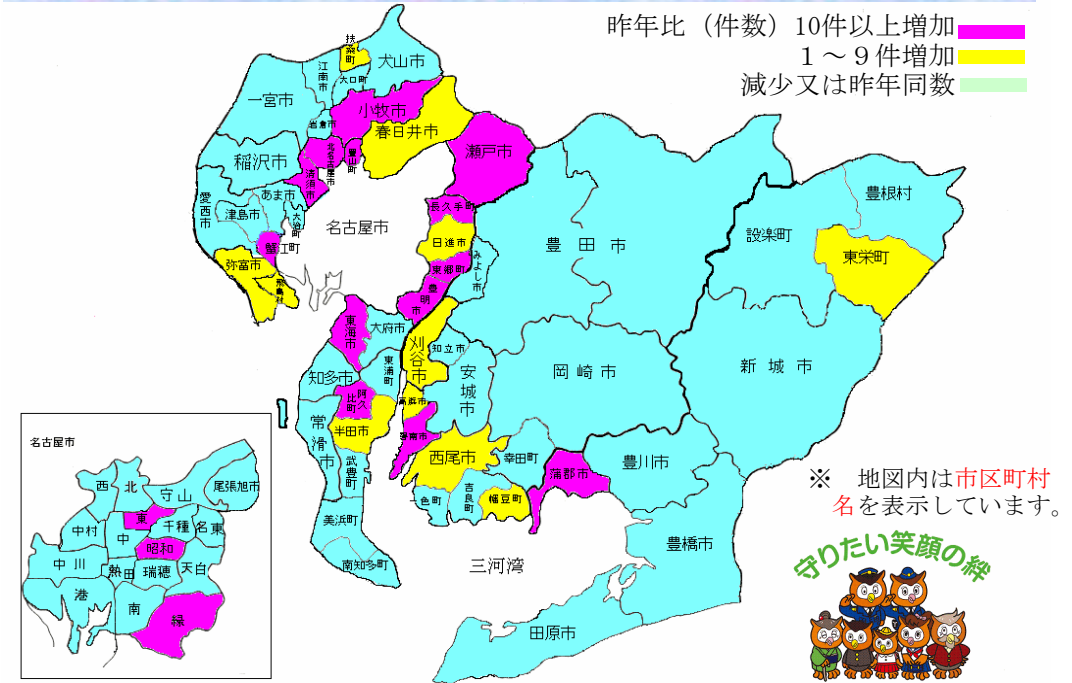 昨年比（件数）10件以上増加
１～９件増加
減少又は昨年同数
扶桑町
犬山市
江南市
大口町
一宮市
小牧市
岩倉市
春日井市
北名古屋市
豊山町
瀬戸市
稲沢市
清須市
愛西市
あま市
津島市
大治町
名古屋市
長久手町
豊根村
蟹江町
日進市
みよし市
豊田市
設楽町
東栄町
弥富市
飛島村
東郷町
豊明市
東海市
大府市
刈谷市
知立市
東浦町
知多市
安城市
岡崎市
新城市
阿久比町
高浜市
常滑市
半田市
碧南市
西尾市
幸田町
蒲郡市
豊川市
武豊町
吉良町
幡豆町
色町
美浜町
南知多町
三河湾
豊橋市
田原市
名古屋市
西
北
守山
尾張旭市
東
中村
中
千種
名東
昭和
中川
熱田
瑞穂
天白
港
南
緑
※　地図内は市区町村
名を表示しています。
守りたい笑顔の絆